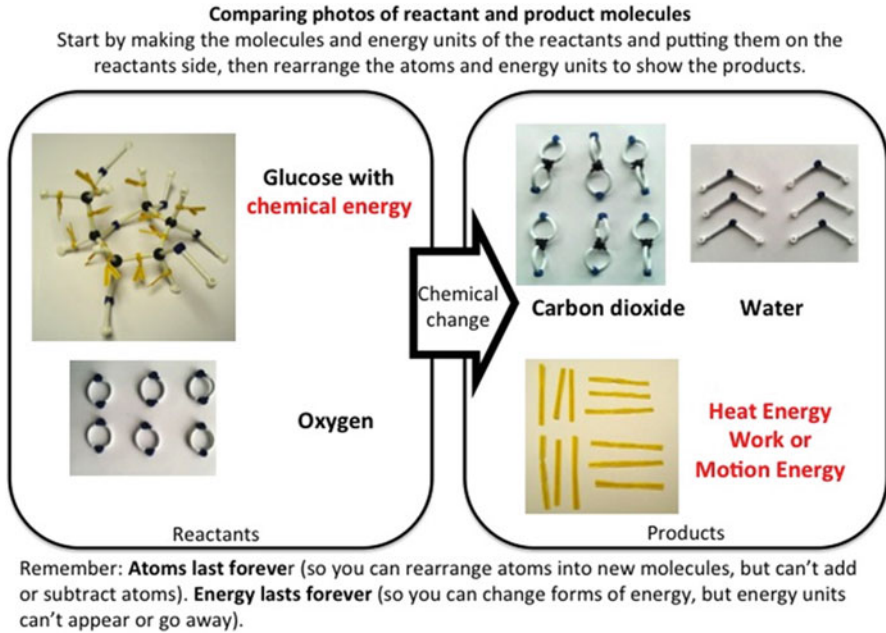 Comparing photos of reactant and product molecules
Start by making the molecules and energy units of the reactants and putting them on the
reactants side, then rearrange the atoms and energy units to show the products.
Glucose with
chemical energy
Oxygen
Reactants
Chemical
change
Carbon dioxide
Water
Heat Energy
Work or
Motion Energy
Products
Remember: Atoms last forever (so you can rearrange atoms into new molecules, but can't add
or subtract atoms). Energy lasts forever (so you can change forms of energy, but energy units
can't appear or go away).